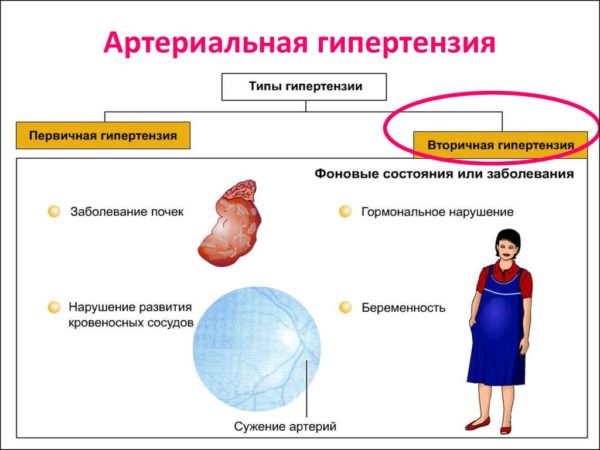 Артериальная гипертензия
Типы гипертензии
Первичная гипертензия
Вторичная гипертензия
Фоновые состояния или заболевания
Заболевание почек
Гормональное нарушение
Нарушение развития
кровеносных сосудов
Беременность
Сужение артерий